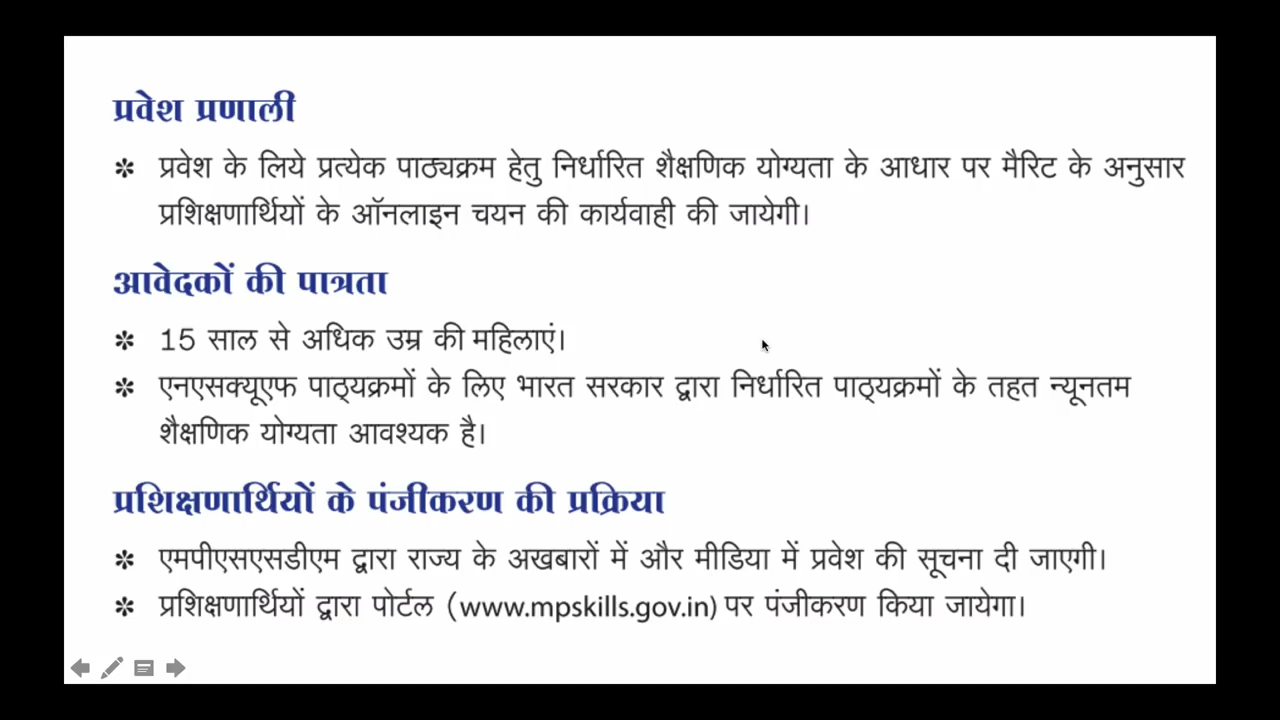 प्रवेश प्रणाली
* प्रवेश के लिये प्रत्येक पाठ्यक्रम हेतु निर्धारित शैक्षणिक योग्यता के आधार पर मैरिट के अनुसार
प्रशिक्षणार्थियों के ऑनलाइन चयन की कार्यवाही की जायेगी।
आवेदकों की पात्रता
* 15 साल से अधिक उम्र की महिलाएं।
* एनएसक्यूएफ पाठ्यक्रमों के लिए भारत सरकार द्वारा निर्धारित पाठ्यक्रमों के तहत न्यूनतम
शैक्षणिक योग्यता आवश्यक है।
प्रशिक्षणार्थियों के पंजीकरण की प्रक्रिया
* एमपीएसएसडीएम द्वारा राज्य के अखबारों में और मीडिया में प्रवेश की सूचना दी जाएगी।
* प्रशिक्षणार्थियों द्वारा पोर्टल (www.mpskills.gov.in) पर पंजीकरण किया जायेगा।